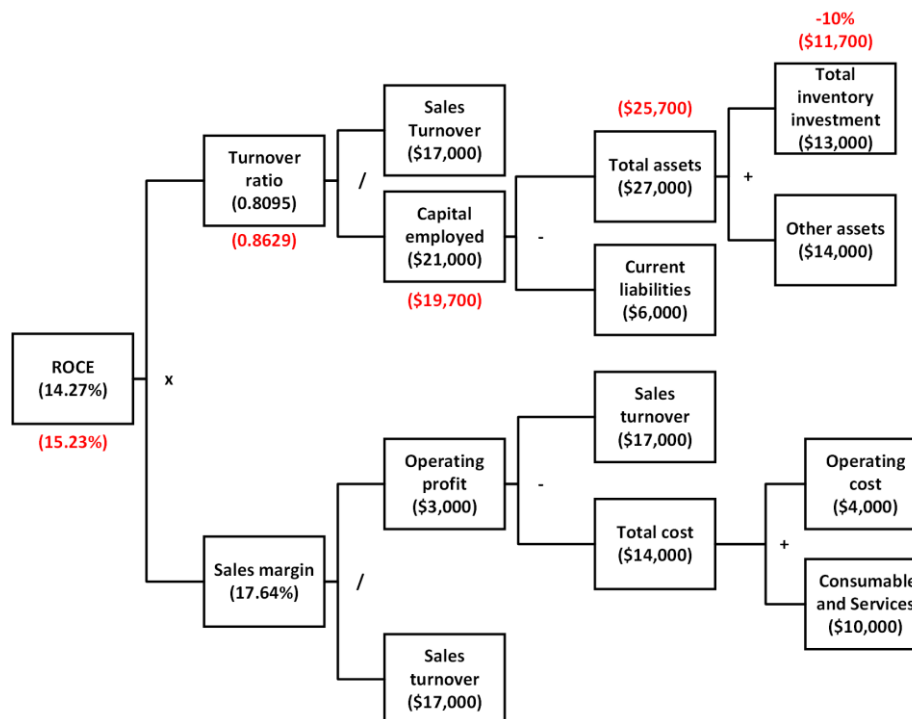 -10%
($11,700)
Total
inventory
investment
($13,000)
Sales
Turnover
($17,000)
($25,700)
Total assets
($27,000)
+
Turnover
ratio
(0.8095)
(0.8629)
/
Capital
employed
($21,000)
($19,700)
-
Other assets
($14,000)
Current
liabilities
($6,000)
ROCE
(14.27%)
(15.23%)
x
Sales
turnover
($17,000)
Operating
profit
($3,000)
-
Operating
cost
($4,000)
Total cost
($14,000)
+
Sales margin
(17.64%)
/
Consumable
and Services
($10,000)
Sales
turnover
($17,000)